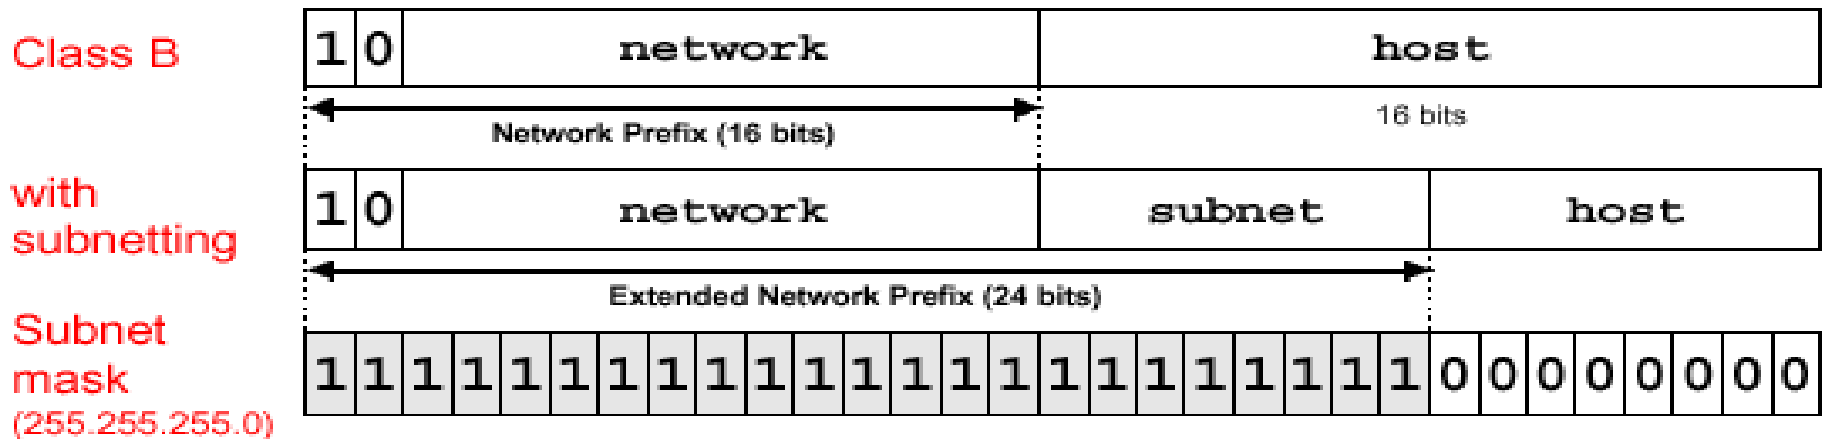 Class B 1 0 network host
Network Prefix (16 bits) 16 bits
with subnetting 1 0 network subnet host
Extended Network Prefix (24 bits)
Subnet
mask 1 1 1 1 1 1 1 1 1 1 1 1 1 1 1 1 1 1 1 1 1 1 1 0 0 0 0 0 0 0 0
(255.255.255.0)